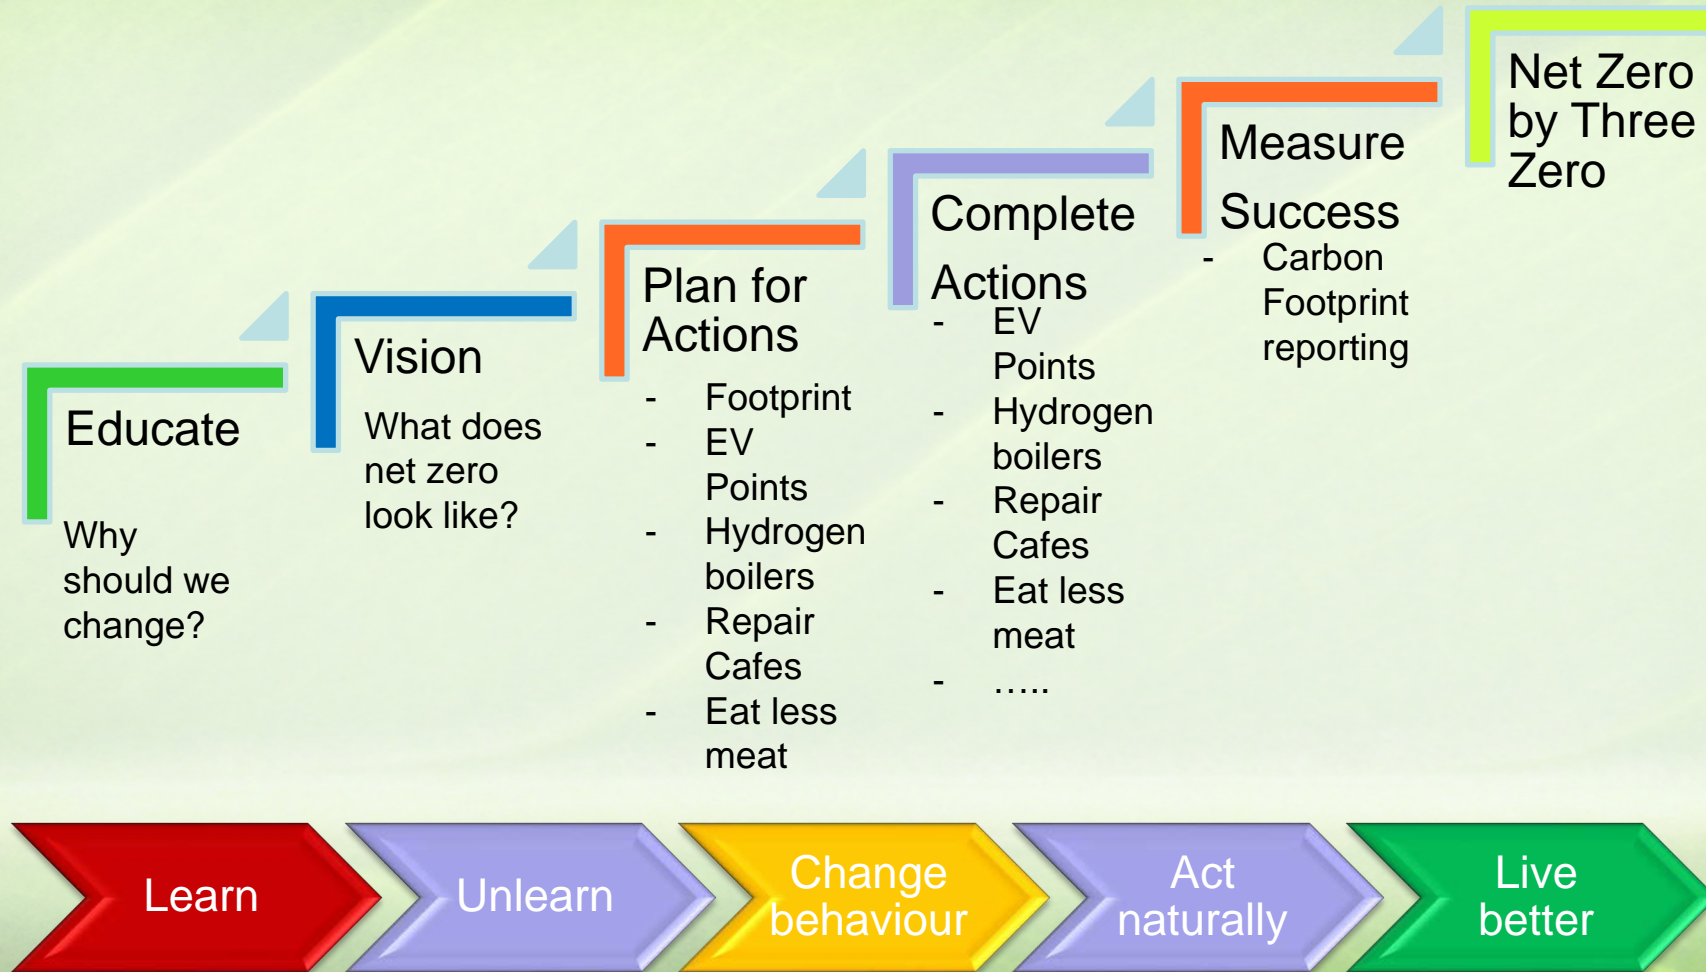 Educate
Why
should we
change?
Vision
What does
net zero
look like?
Plan for
Actions
- Footprint
- EV
Points
- Hydrogen
boilers
- Repair
Cafes
- Eat less
meat
Complete
Actions
- EV
Points
- Hydrogen
boilers
- Repair
Cafes
- Eat less
meat
- .....
Measure
Success
- Carbon
Footprint
reporting
Net Zero
by Three
Zero
Learn
Unlearn
Change
behaviour
Act
naturally
Live
better